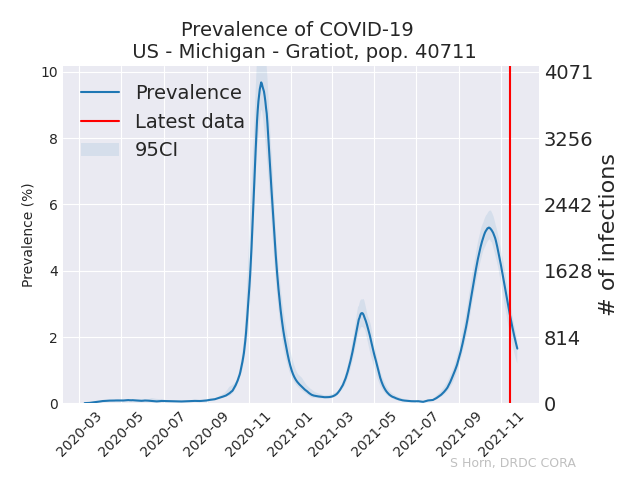 Prevalence of COVID-19
US - Michigan - Gratiot, pop. 40711
Prevalence
Latest data
95CI
Prevalence (%)
10
8
6
4
2
0
4071
3256
2442
1628
814
0
# of infections
2020-03
2020-05
2020-07
2020-09
2020-11
2021-01
2021-03
2021-05
2021-07
2021-09
2021-11
S Horn, DRDC CORA